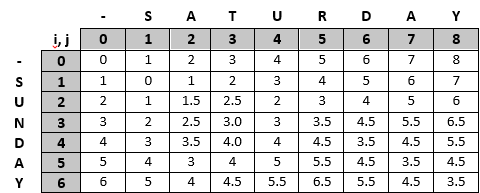 - S A T U R D A Y
i, j 0 1 2 3 4 5 6 7 8
- 0 0 1 2 3 4 5 6 7 8
S 1 1 0 1 2 3 4 5 6 7
U 2 2 1 1.5 2.5 2 3 4 5 6
N 3 3 2 2.5 3.0 3 3.5 4.5 5.5 6.5
D 4 4 3 3.5 4.0 4 4.5 3.5 4.5 5.5
A 5 5 4 3 4 5 5.5 4.5 3.5 4.5
Y 6 6 5 4 4.5 5.5 6.5 5.5 4.5 3.5